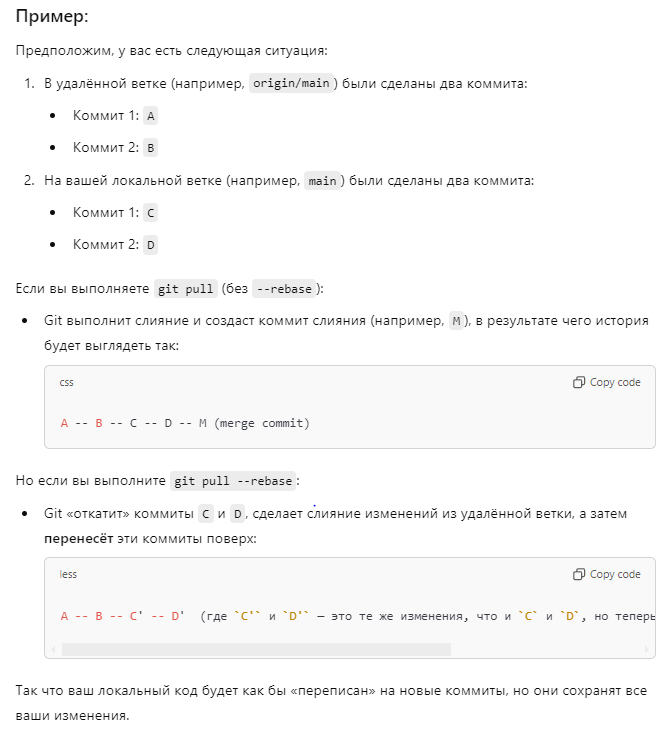 Пример:
Предположим, у вас есть следующая ситуация:
1. В удалённой ветке (например, origin/main) были сделаны два коммита:
• Коммит 1: A
• Коммит 2: B
2. На вашей локальной ветке (например, main) были сделаны два коммита:
• Коммит 1: C
• Коммит 2: D
Если вы выполняете git pull (без --rebase):
• Git выполнит слияние и создаст коммит слияния (например, M), в результате чего история
будет выглядеть так:
css Copy code
A -- B -- C -- D -- M (merge commit)
Но если вы выполните git pull --rebase:
• Git «откатит» коммиты C и D, сделает слияние изменений из удалённой ветки, а затем
перенесёт эти коммиты поверх:
less Copy code
A -- B -- C' -- D'  (где `C'` и `D'` — это те же изменения, что и `C` и `D`, но теперь
Так что ваш локальный код будет как бы «переписан» на новые коммиты, но они сохранят все
ваши изменения.